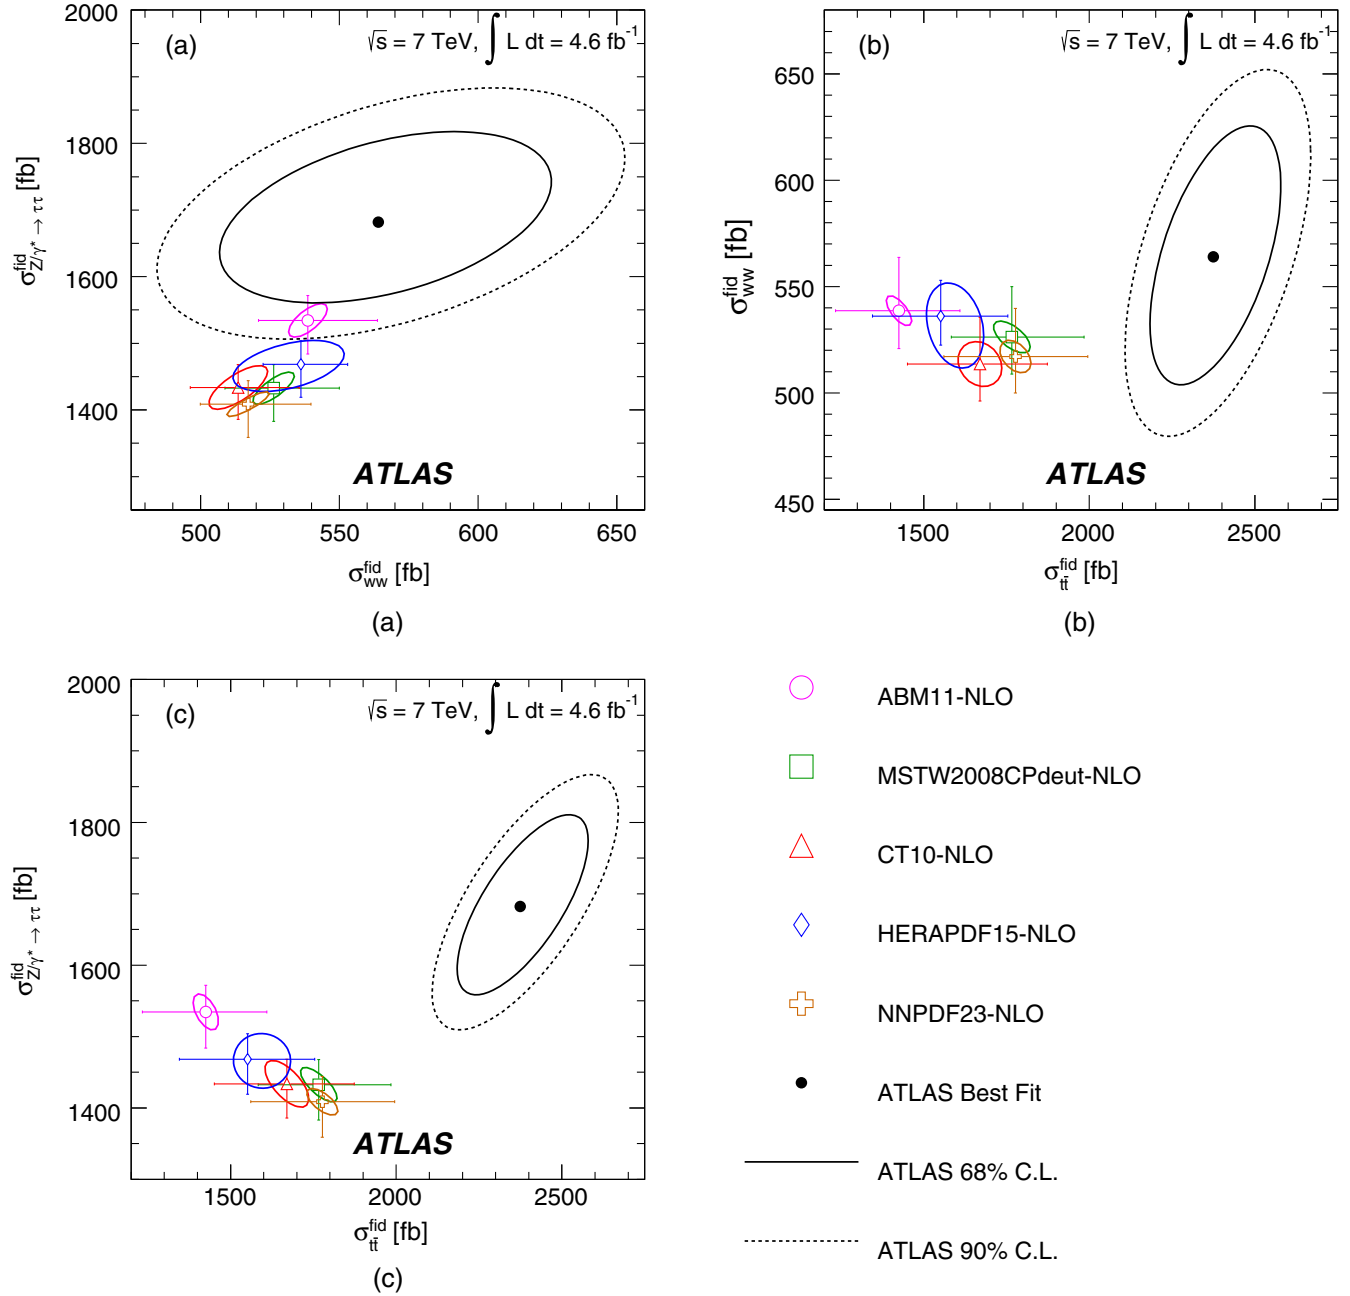 2000
1800
1600
1400
(a)
√s = 7 TeV, ∫ L dt = 4.6 fb⁻¹
σ^fid_Z/γ* → ττ [fb]
ATLAS
500 550 600 650
σ^fid_ww [fb]
(a)
650
600
550
500
450
(b)
√s = 7 TeV, ∫ L dt = 4.6 fb⁻¹
σ^fid_ww [fb]
ATLAS
1500 2000 2500
σ^fid_tt̄ [fb]
(b)
2000
1800
1600
1400
(c)
√s = 7 TeV, ∫ L dt = 4.6 fb⁻¹
σ^fid_Z/γ* → ττ [fb]
ATLAS
1500 2000 2500
σ^fid_tt̄ [fb]
(c)
ABM11-NLO
MSTW2008CPdeut-NLO
CT10-NLO
HERAPDF15-NLO
NNPDF23-NLO
ATLAS Best Fit
ATLAS 68% C.L.
ATLAS 90% C.L.